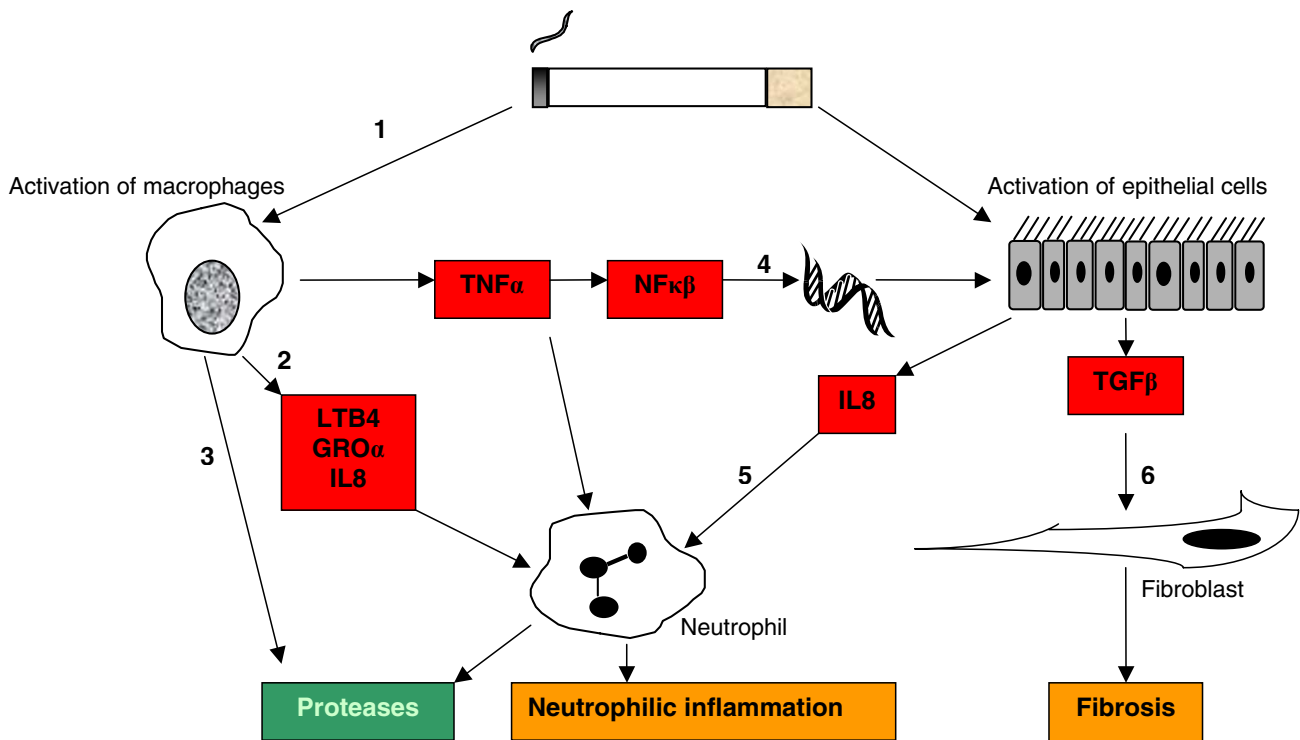 1
Activation of macrophages
Activation of epithelial cells
TNFα
NFκβ
4
2
TGFβ
IL8
LTB4
GROα
IL8
3
5
6
Fibroblast
Neutrophil
Proteases
Neutrophilic inflammation
Fibrosis